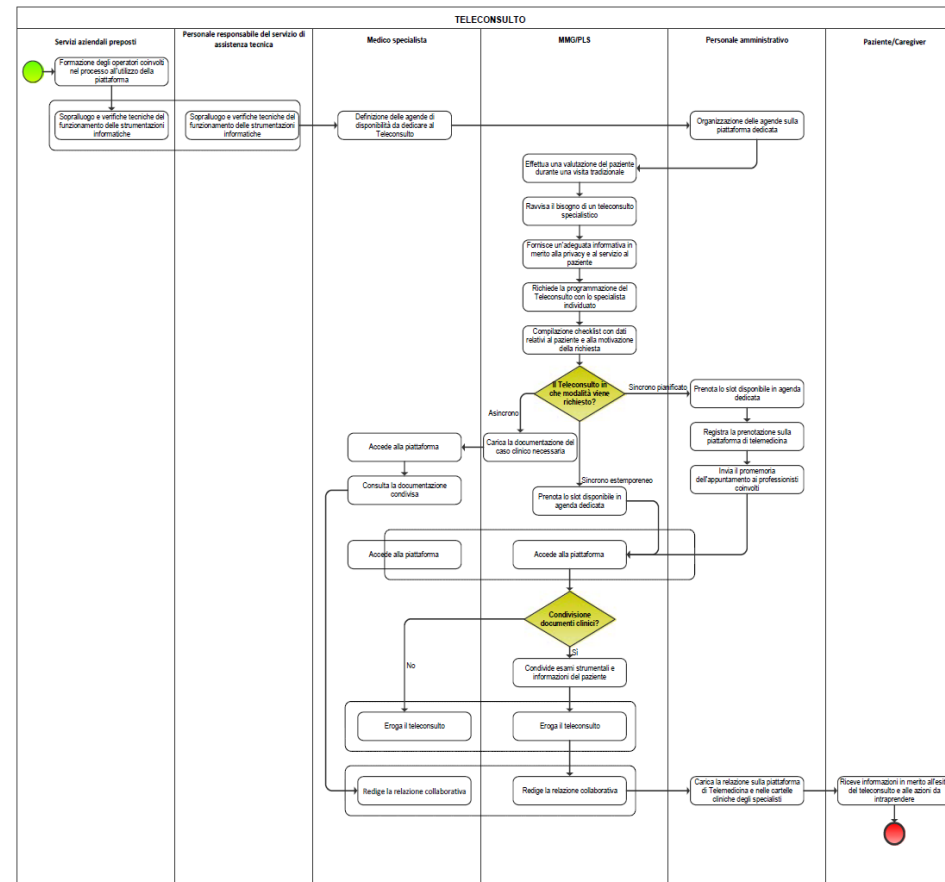 TELECONSULTO
Servizi aziendali preposti
Personale responsabile del servizio di
assistenza tecnica
Medico specialista
MMG/PLS
Personale amministrativo
Paziente/Caregiver
Formazione degli operatori coinvolti
nel processo all'utilizzo della
piattaforma
Sopralluogo e verifiche tecniche del
funzionamento delle strumentazioni
informatiche
Sopralluogo e verifiche tecniche del
funzionamento delle strumentazioni
informatiche
Definizione delle agende di
disponibilità da dedicare al
Teleconsulto
Organizzazione delle agende sulla
piattaforma dedicata
Effettua una valutazione del paziente
durante una visita tradizionale
Ravvisa il bisogno di un teleconsulto
specialistico
Fornisce un'adeguata informativa in
merito alla privacy e al servizio al
paziente
Richiede la programmazione del
Teleconsulto con lo specialista
individuato
Compilazione checklist con dati
relativi al paziente e alla motivazione
della richiesta
Il Teleconsulto in
che modalità viene
richiesto?
Sincrono pianificato
Prenota lo slot disponibile in agenda
dedicata
Asincrono
Registra la prenotazione sulla
piattaforma di telemedicina
Accede alla piattaforma
Carica la documentazione del
caso clinico necessaria
Invia il promemoria
dell'appuntamento ai professionisti
coinvolti
Consulta la documentazione
condivisa
Sincrono estemporeneo
Prenota lo slot disponibile in
agenda dedicata
Accede alla piattaforma
Accede alla piattaforma
Condivisione
documenti clinici?
No
Sì
Condivide esami strumentali e
informazioni del paziente
Eroga il teleconsulto
Eroga il teleconsulto
Redige la relazione collaborativa
Redige la relazione collaborativa
Carica la relazione sulla piattaforma
di Telemedicina e nelle cartelle
cliniche degli specialisti
Riceve informazioni in merito all'esit
del teleconsulto e alle azioni da
intraprendere